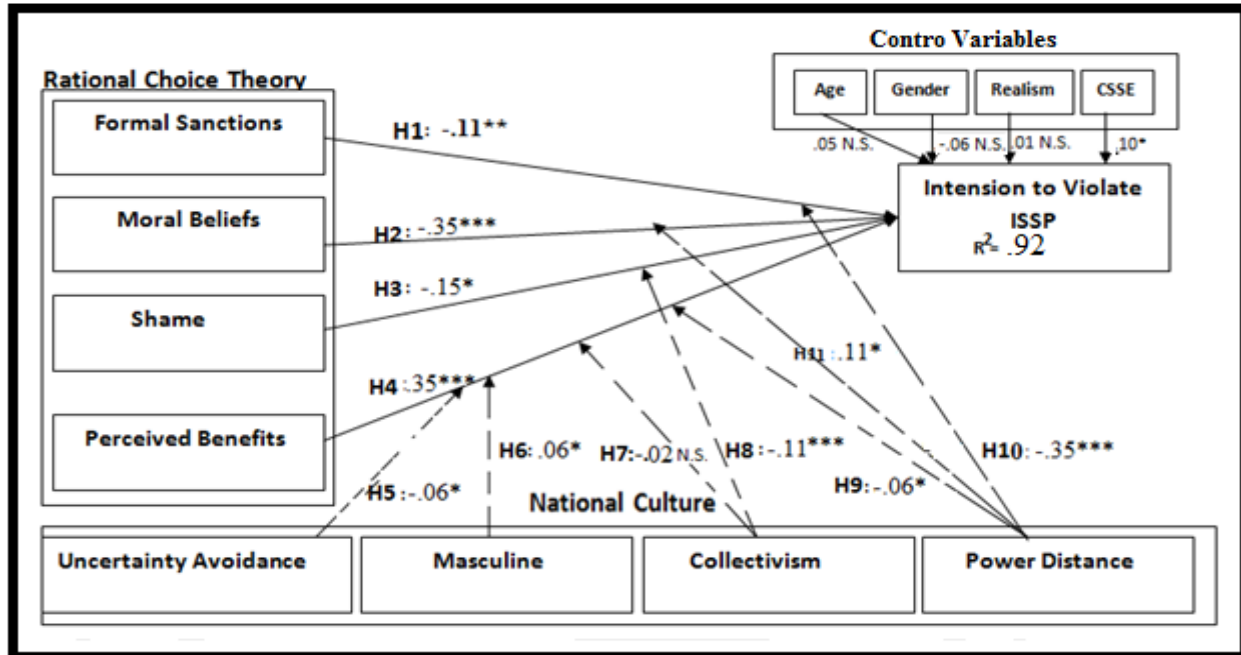 Contro Variables
Age
Gender
Realism
CSSE
.05 N.S.
-.06 N.S.
.01 N.S.
.10*
Rational Choice Theory
Formal Sanctions
Moral Beliefs
Shame
Perceived Benefits
H1: -.11**
H2: -.35***
H3: -.15*
H4 :.35***
Intension to Violate
ISSP
R²= .92
H11 : .11*
H5 :-.06*
H6: .06*
H7:-.02 N.S.
H8 :-.11***
H9:-.06*
H10: -.35***
National Culture
Uncertainty Avoidance
Masculine
Collectivism
Power Distance